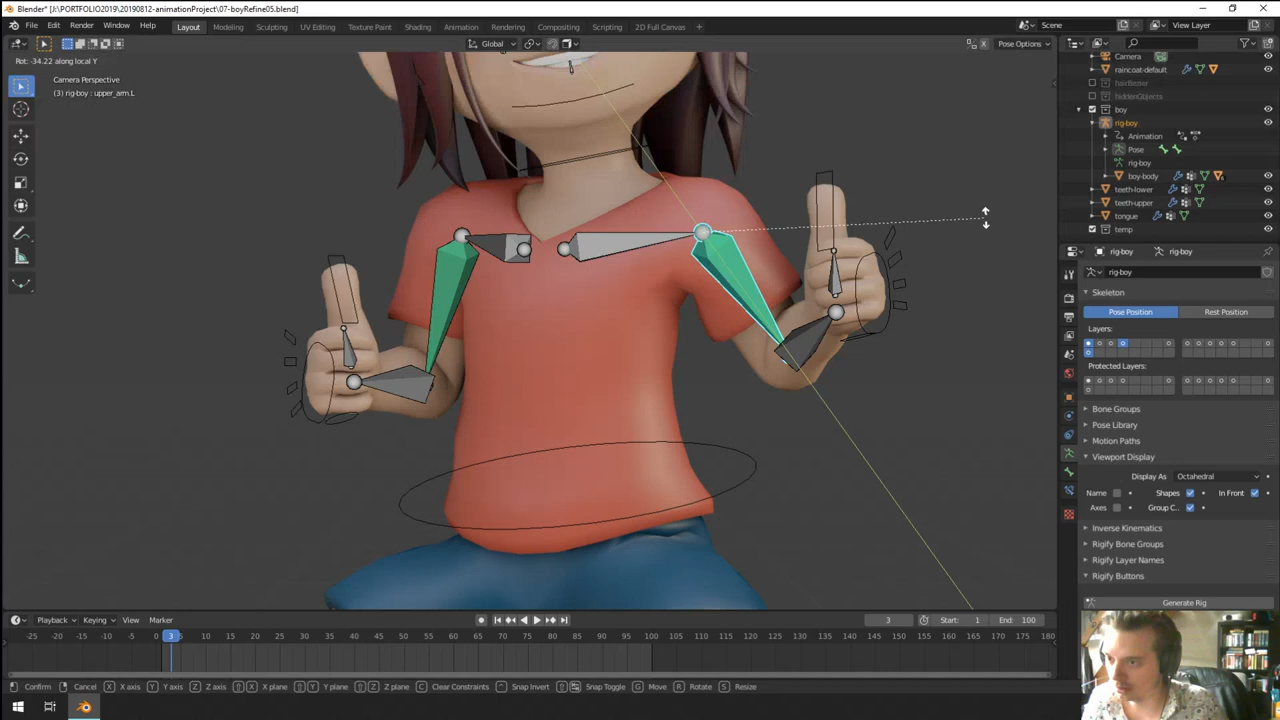 Blender* [J:\PORTFOLIO2019\20190812-animationProject\07-boyRefine05.blend]
File Edit Render Window Help Layout Modeling Sculpting UV Editing Texture Paint Shading Animation Rendering Compositing Scripting 2D Full Canvas + Scene View Layer
Global Pose Options
X
Rot: -34.22 along local Y
Camera Perspective
(3) rig-boy : upper_arm.L
Camera
raincoat-default
hairBezier
hiddenObjects
boy
rig-boy
Animation
Pose
rig-boy
boy-body
teeth-lower
teeth-upper
tongue
temp
rig-boy
rig-boy
Skeleton
Pose Position Rest Position
Layers:
Protected Layers:
Bone Groups
Pose Library
Motion Paths
Viewport Display
Display As Octahedral
Name Shapes In Front
Axes Group C..
Inverse Kinematics
Rigify Bone Groups
Rigify Layer Names
Rigify Buttons
Generate Rig
Playback Keying View Marker 3 Start: 1 End: 100
-25 -20 -15 -10 -5 0 3 5 10 15 20 25 30 35 40 45 50 55 60 65 70 75 80 85 90 95 100 105 110 115 120 125 130 135 140 145 150 155 160 165 170 175 180
Confirm Cancel X X axis Y Y axis Z Z axis X X plane Y Y plane Z Z plane C Clear Constraints Snap Invert Snap Toggle G Move R Rotate S Resize